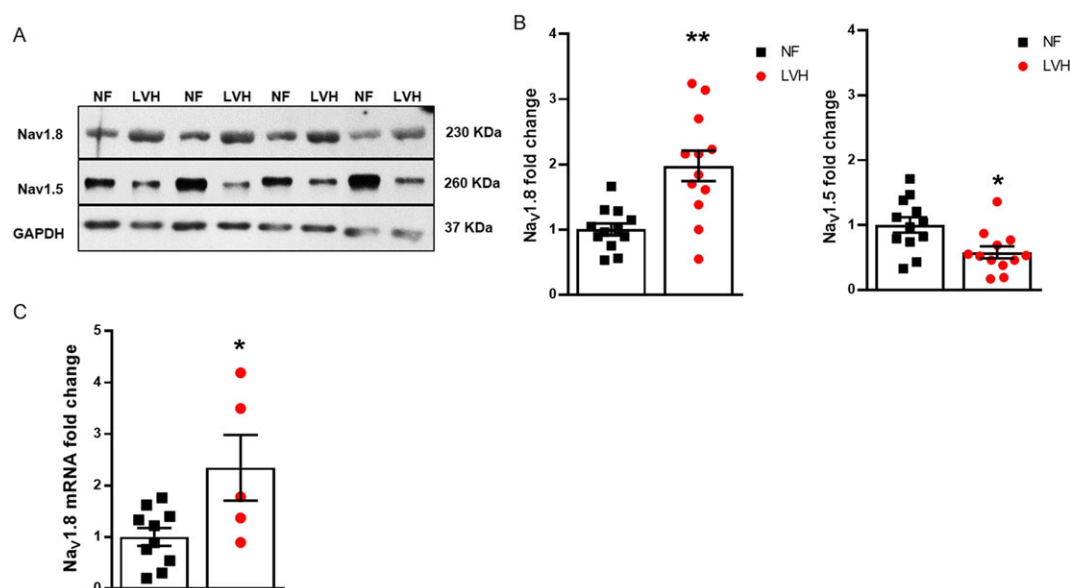 A
NF LVH NF LVH NF LVH NF LVH
Nav1.8 230 KDa
Nav1.5 260 KDa
GAPDH 37 KDa
B
NaV1.8 fold change
4
3
2
1
0
**
NF
LVH
NaV1.5 fold change
4
3
2
1
0
*
NF
LVH
C
NaV1.8 mRNA fold change
5
4
3
2
1
0
*